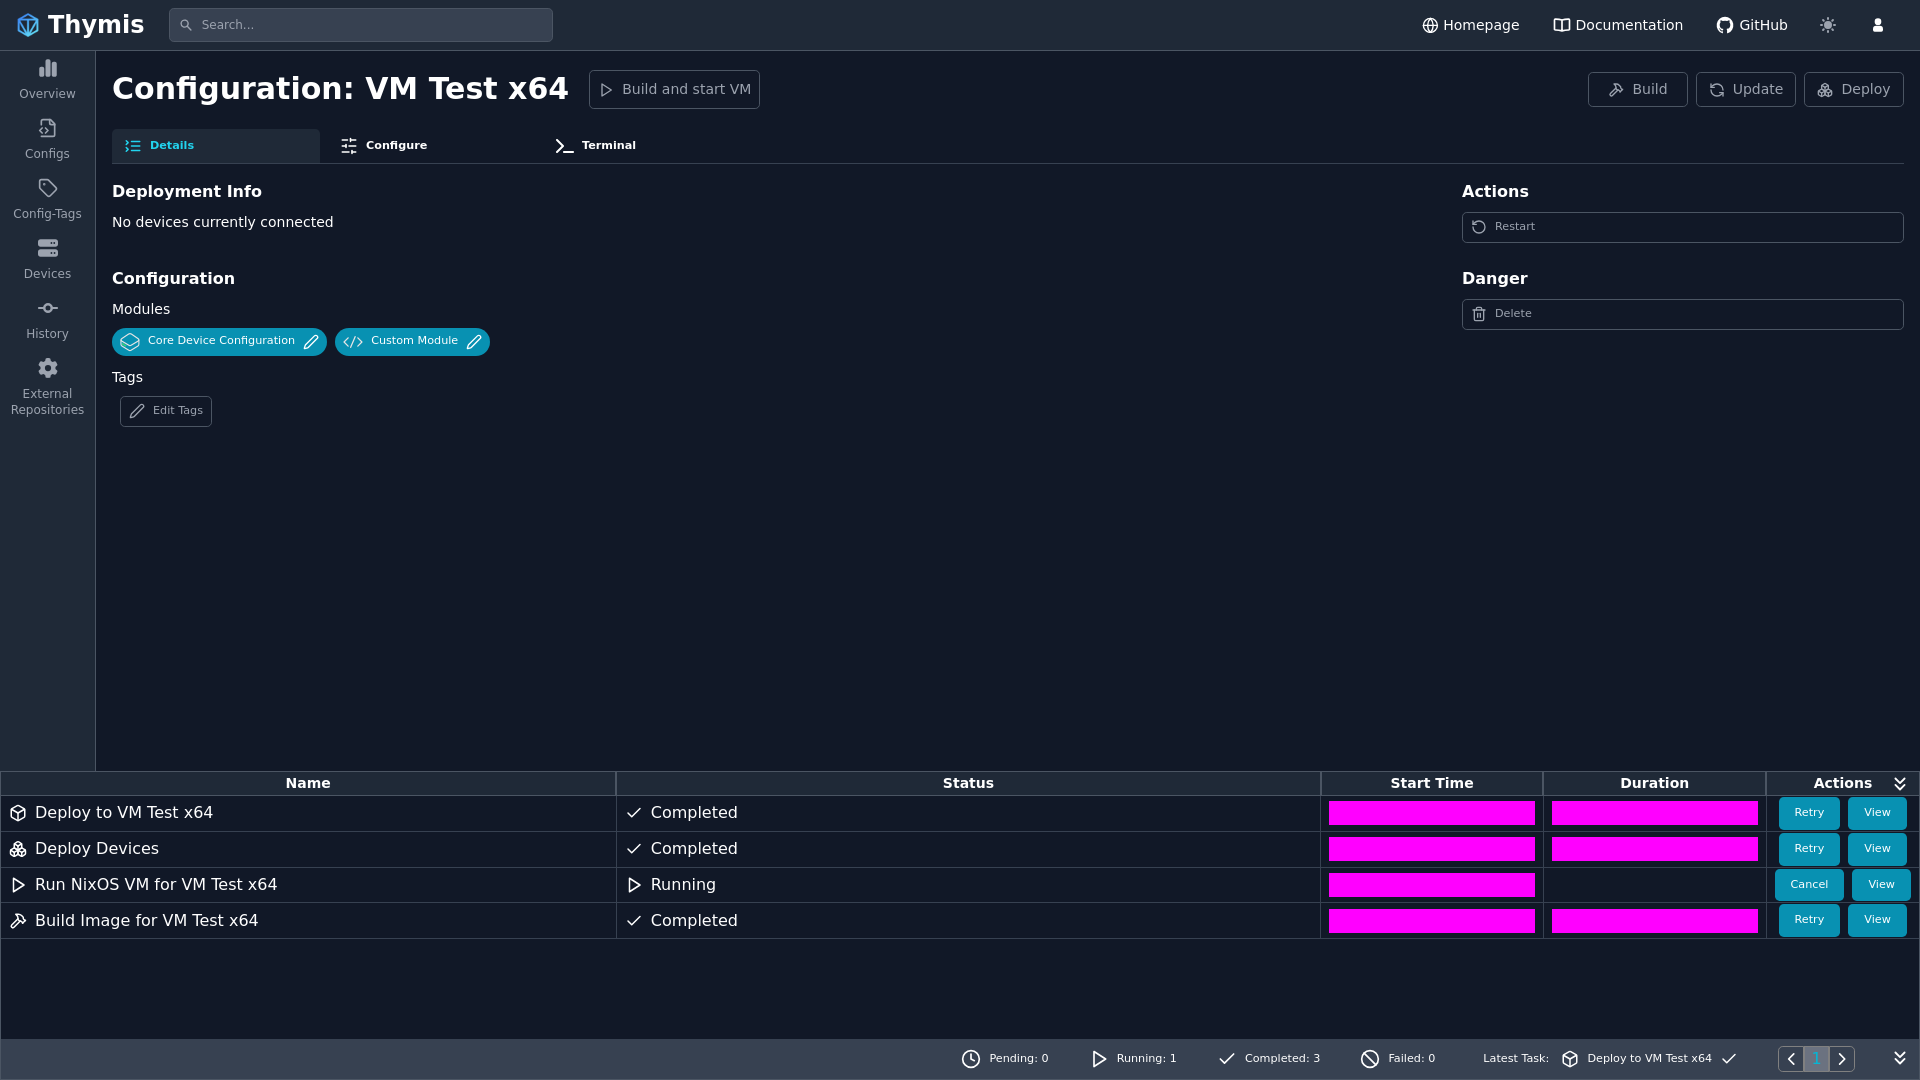 Thymis
Search...
Homepage
Documentation
GitHub
Overview
Configs
Config-Tags
Devices
History
External
Repositories
Configuration: VM Test x64
Build and start VM
Build
Update
Deploy
Details
Configure
Terminal
Deployment Info
No devices currently connected
Configuration
Modules
Core Device Configuration
Custom Module
Tags
Edit Tags
Actions
Restart
Danger
Delete
Name Status Start Time Duration Actions
Deploy to VM Test x64 Completed Retry View
Deploy Devices Completed Retry View
Run NixOS VM for VM Test x64 Running Cancel View
Build Image for VM Test x64 Completed Retry View
Pending: 0 Running: 1 Completed: 3 Failed: 0 Latest Task: Deploy to VM Test x64 1